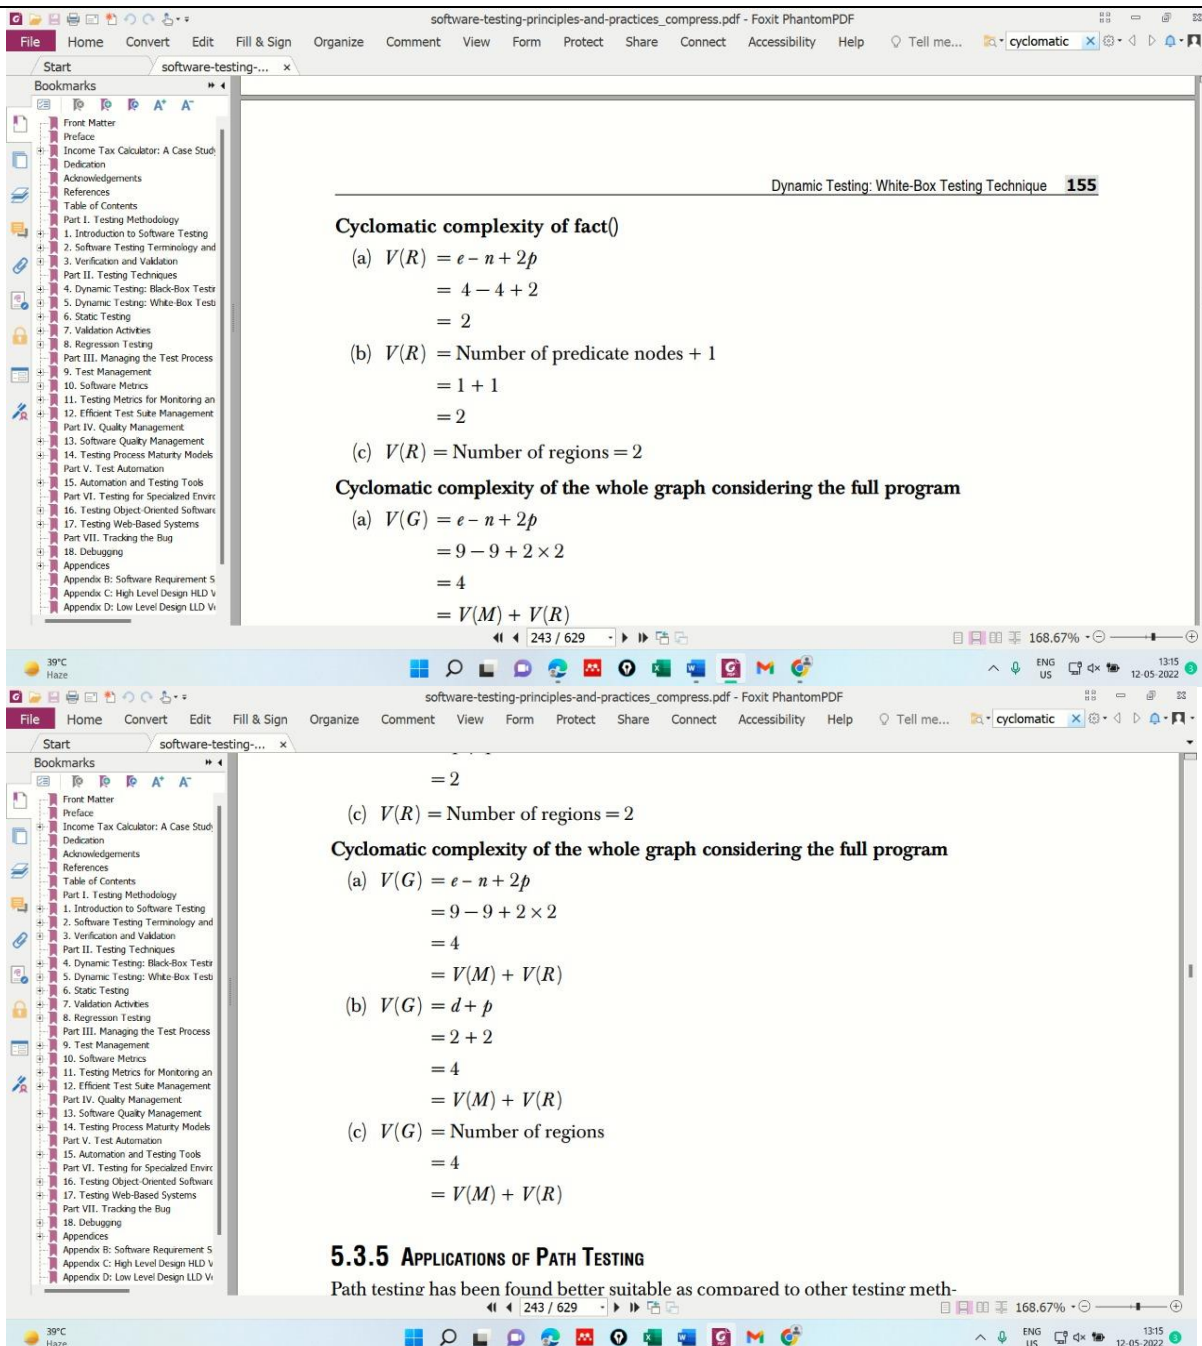 software-testing-principles-and-practices_compress.pdf - Foxit PhantomPDF
File Home Convert Edit Fill & Sign Organize Comment View Form Protect Share Connect Accessibility Help Tell me... cyclomatic
Start software-testing-... ×
Bookmarks
Front Matter
Preface
Income Tax Calculator: A Case Study
Dedication
Acknowledgements
References
Table of Contents
Part I. Testing Methodology
1. Introduction to Software Testing
2. Software Testing Terminology and
3. Verification and Validation
Part II. Testing Techniques
4. Dynamic Testing: Black-Box Testir
5. Dynamic Testing: White-Box Testi
6. Static Testing
7. Validation Activities
8. Regression Testing
Part III. Managing the Test Process
9. Test Management
10. Software Metrics
11. Testing Metrics for Monitoring an
12. Efficient Test Suite Management
Part IV. Quality Management
13. Software Quality Management
14. Testing Process Maturity Models
Part V. Test Automation
15. Automation and Testing Tools
Part VI. Testing for Specialized Enviro
16. Testing Object-Oriented Software
17. Testing Web-Based Systems
Part VII. Tracking the Bug
18. Debugging
Appendices
Appendix B: Software Requirement S
Appendix C: High Level Design HLD V
Appendix D: Low Level Design LLD Ve
Dynamic Testing: White-Box Testing Technique 155
Cyclomatic complexity of fact()
(a) V(R) = e – n + 2p
= 4 – 4 + 2
= 2
(b) V(R) = Number of predicate nodes + 1
= 1 + 1
= 2
(c) V(R) = Number of regions = 2
Cyclomatic complexity of the whole graph considering the full program
(a) V(G) = e – n + 2p
= 9 – 9 + 2 × 2
= 4
= V(M) + V(R)
243 / 629 168.67%
39°C
Haze
ENG
US
13:15
12-05-2022
software-testing-principles-and-practices_compress.pdf - Foxit PhantomPDF
File Home Convert Edit Fill & Sign Organize Comment View Form Protect Share Connect Accessibility Help Tell me... cyclomatic
Start software-testing-... ×
Bookmarks
Front Matter
Preface
Income Tax Calculator: A Case Study
Dedication
Acknowledgements
References
Table of Contents
Part I. Testing Methodology
1. Introduction to Software Testing
2. Software Testing Terminology and
3. Verification and Validation
Part II. Testing Techniques
4. Dynamic Testing: Black-Box Testir
5. Dynamic Testing: White-Box Testi
6. Static Testing
7. Validation Activities
8. Regression Testing
Part III. Managing the Test Process
9. Test Management
10. Software Metrics
11. Testing Metrics for Monitoring an
12. Efficient Test Suite Management
Part IV. Quality Management
13. Software Quality Management
14. Testing Process Maturity Models
Part V. Test Automation
15. Automation and Testing Tools
Part VI. Testing for Specialized Enviro
16. Testing Object-Oriented Software
17. Testing Web-Based Systems
Part VII. Tracking the Bug
18. Debugging
Appendices
Appendix B: Software Requirement S
Appendix C: High Level Design HLD V
Appendix D: Low Level Design LLD Ve
= 2
(c) V(R) = Number of regions = 2
Cyclomatic complexity of the whole graph considering the full program
(a) V(G) = e – n + 2p
= 9 – 9 + 2 × 2
= 4
= V(M) + V(R)
(b) V(G) = d + p
= 2 + 2
= 4
= V(M) + V(R)
(c) V(G) = Number of regions
= 4
= V(M) + V(R)
5.3.5 APPLICATIONS OF PATH TESTING
Path testing has been found better suitable as compared to other testing meth-
243 / 629 168.67%
39°C
Haze
ENG
US
13:15
12-05-2022